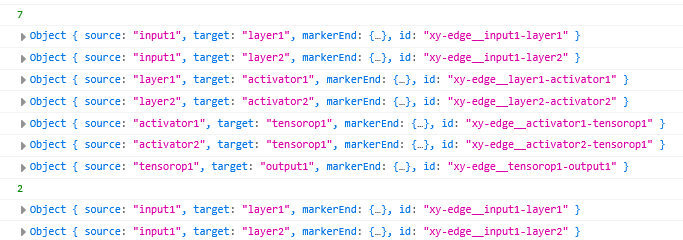 7
Object { source: "input1", target: "layer1", markerEnd: {…}, id: "xy-edge__input1-layer1" }
Object { source: "input1", target: "layer2", markerEnd: {…}, id: "xy-edge__input1-layer2" }
Object { source: "layer1", target: "activator1", markerEnd: {…}, id: "xy-edge__layer1-activator1" }
Object { source: "layer2", target: "activator2", markerEnd: {…}, id: "xy-edge__layer2-activator2" }
Object { source: "activator1", target: "tensorop1", markerEnd: {…}, id: "xy-edge__activator1-tensorop1" }
Object { source: "activator2", target: "tensorop1", markerEnd: {…}, id: "xy-edge__activator2-tensorop1" }
Object { source: "tensorop1", target: "output1", markerEnd: {…}, id: "xy-edge__tensorop1-output1" }
2
Object { source: "input1", target: "layer1", markerEnd: {…}, id: "xy-edge__input1-layer1" }
Object { source: "input1", target: "layer2", markerEnd: {…}, id: "xy-edge__input1-layer2" }